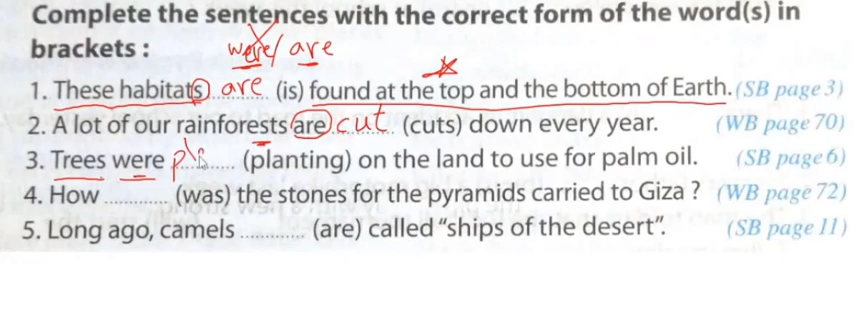 Complete the sentences with the correct form of the word(s) in
brackets :
were / are
1. These habitats are (is) found at the top and the bottom of Earth. (SB page 3)
2. A lot of our rainforests are cut (cuts) down every year. (WB page 70)
3. Trees were pl (planting) on the land to use for palm oil. (SB page 6)
4. How ............ (was) the stones for the pyramids carried to Giza ? (WB page 72)
5. Long ago, camels ............ (are) called “ships of the desert”. (SB page 11)